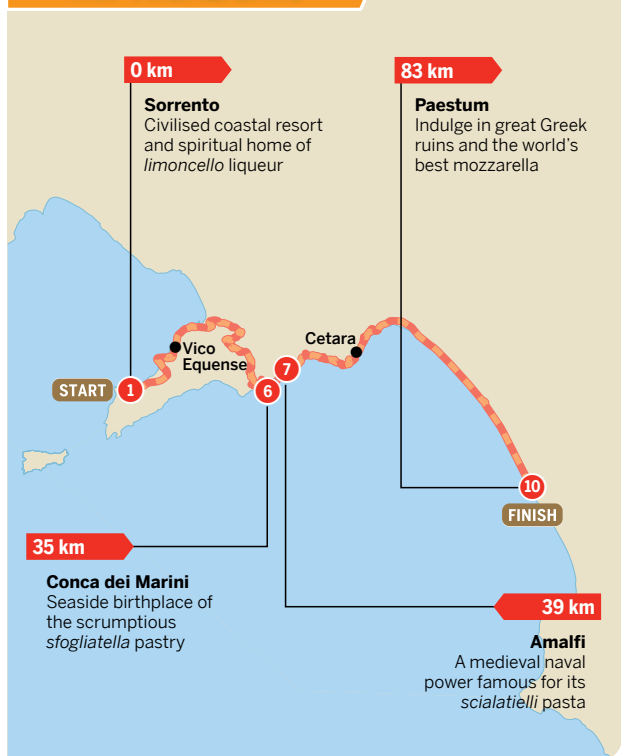 0 km
Sorrento
Civilised coastal resort
and spiritual home of
limoncello liqueur
83 km
Paestum
Indulge in great Greek
ruins and the world's
best mozzarella
Vico
Equense
Cetara
START
1
6
7
10
FINISH
35 km
Conca dei Marini
Seaside birthplace of
the scrumptious
sfogliatella pastry
39 km
Amalfi
A medieval naval
power famous for its
scialatielli pasta